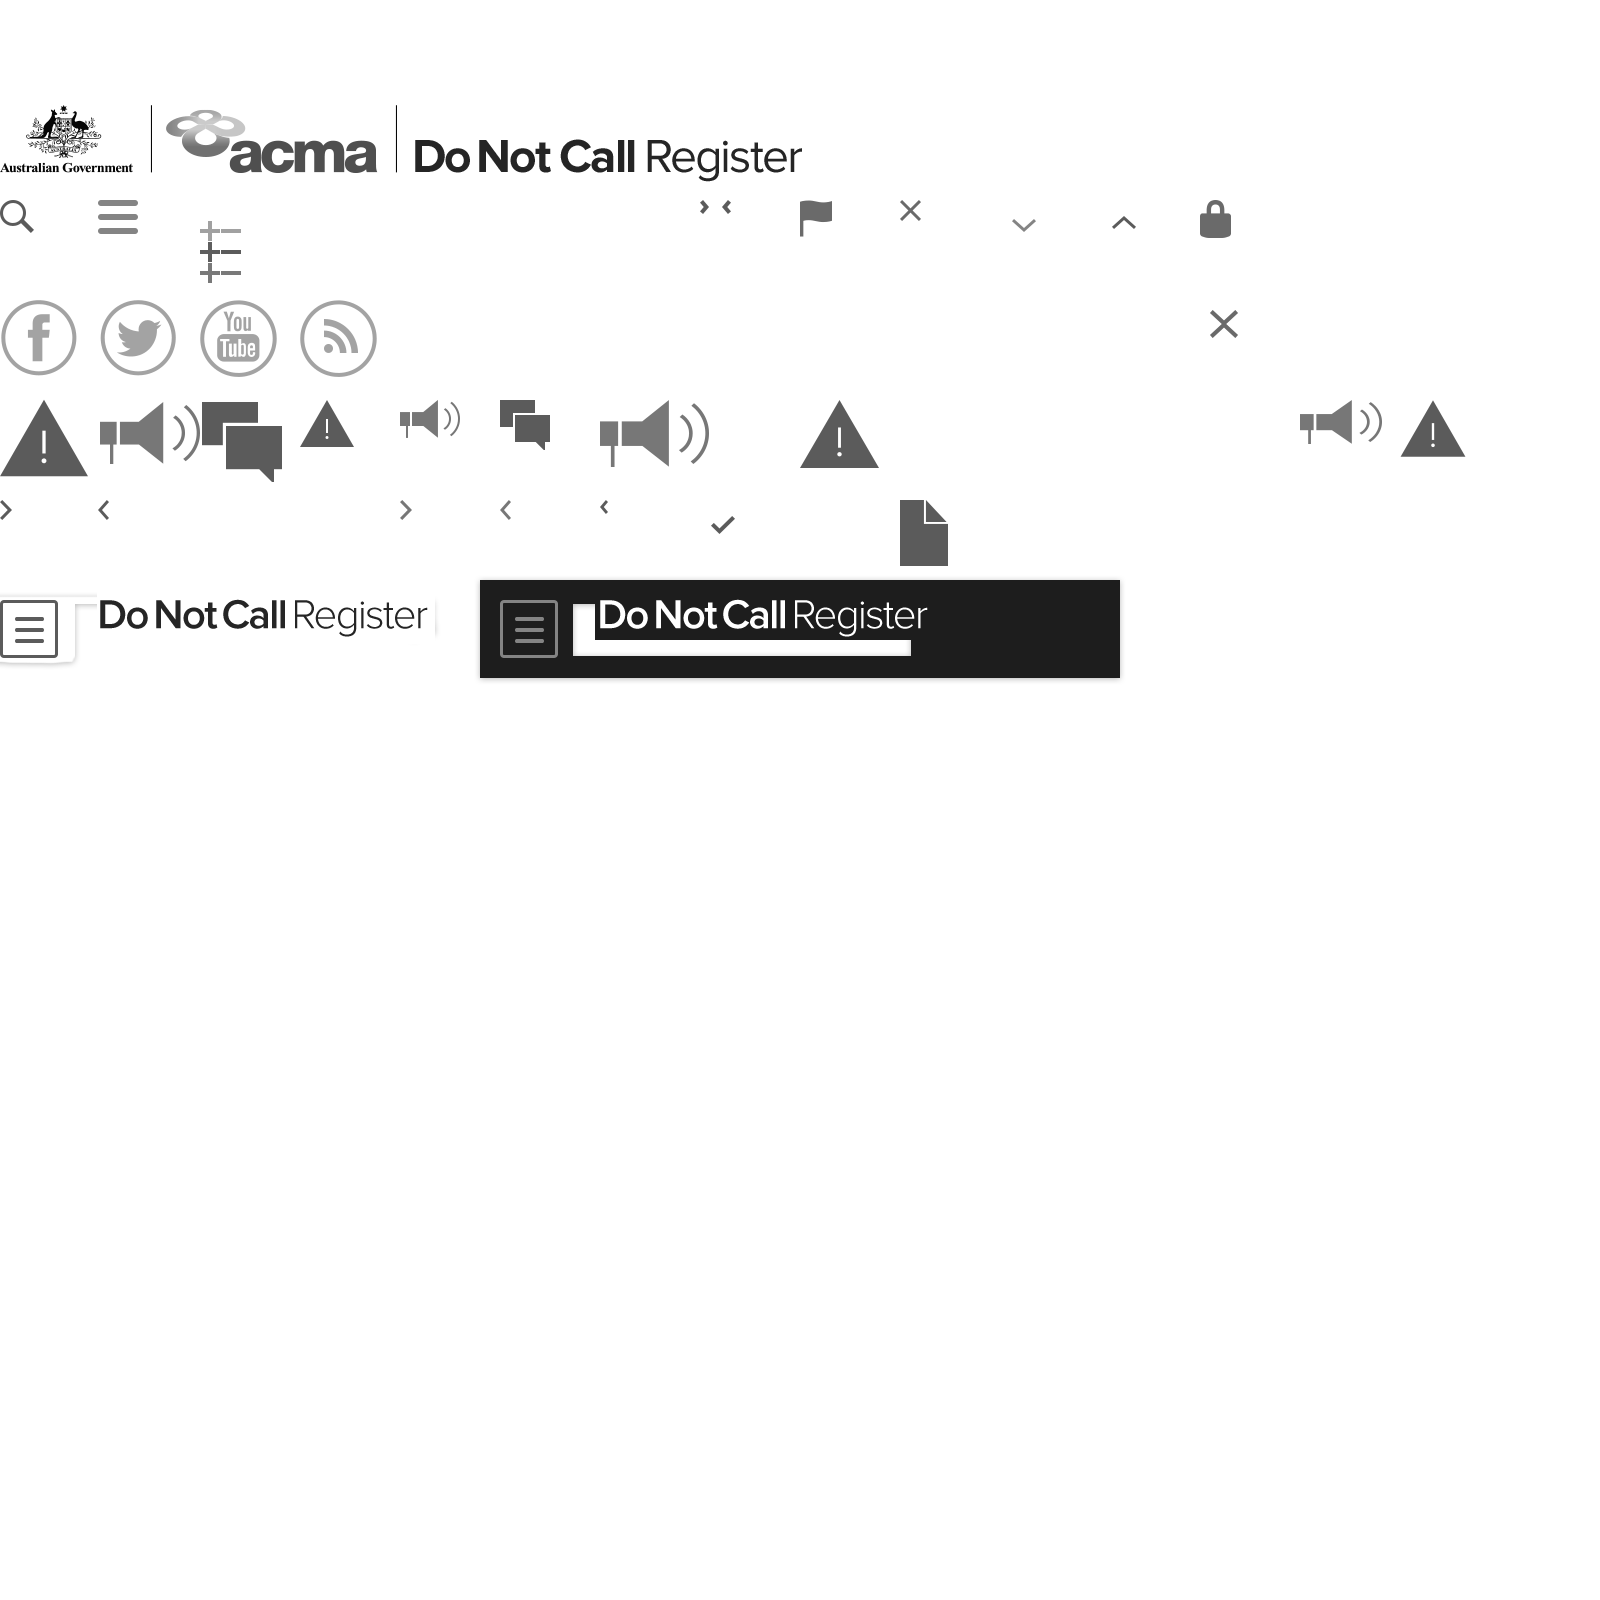 Australian Government
acma
Do Not Call Register
You
Tube
Do Not Call Register
Do Not Call Register